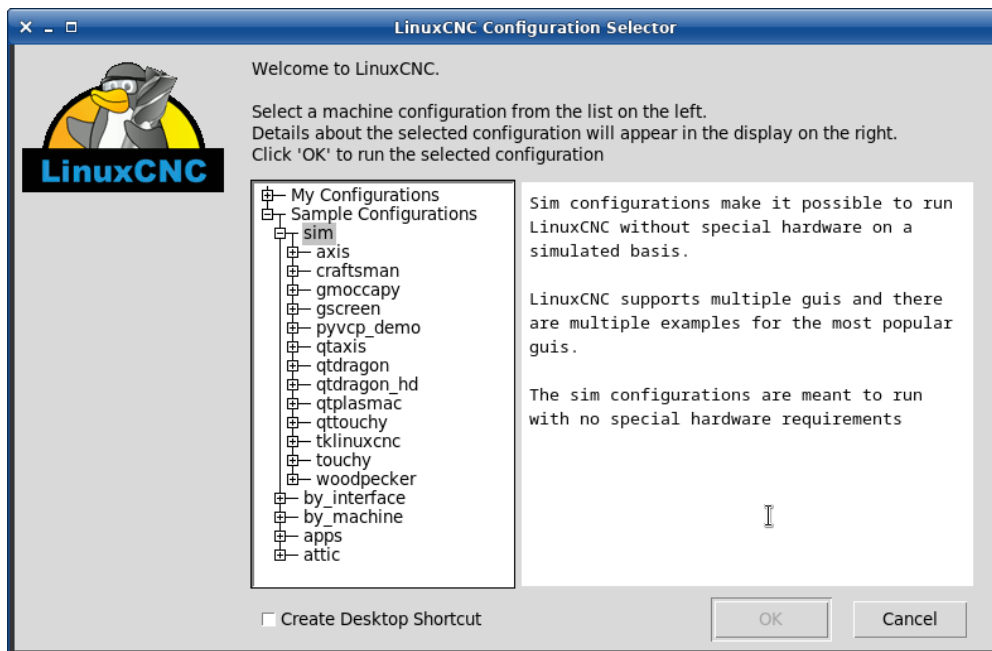 LinuxCNC Configuration Selector
LinuxCNC
Welcome to LinuxCNC.
Select a machine configuration from the list on the left.
Details about the selected configuration will appear in the display on the right.
Click 'OK' to run the selected configuration
My Configurations
Sample Configurations
sim
axis
craftsman
gmoccapy
gscreen
pyvcp_demo
qtaxis
qtdragon
qtdragon_hd
qtplasmac
qttouchy
tklinuxcnc
touchy
woodpecker
by_interface
by_machine
apps
attic
Sim configurations make it possible to run
LinuxCNC without special hardware on a
simulated basis.
LinuxCNC supports multiple guis and there
are multiple examples for the most popular
guis.
The sim configurations are meant to run
with no special hardware requirements
Create Desktop Shortcut
OK
Cancel